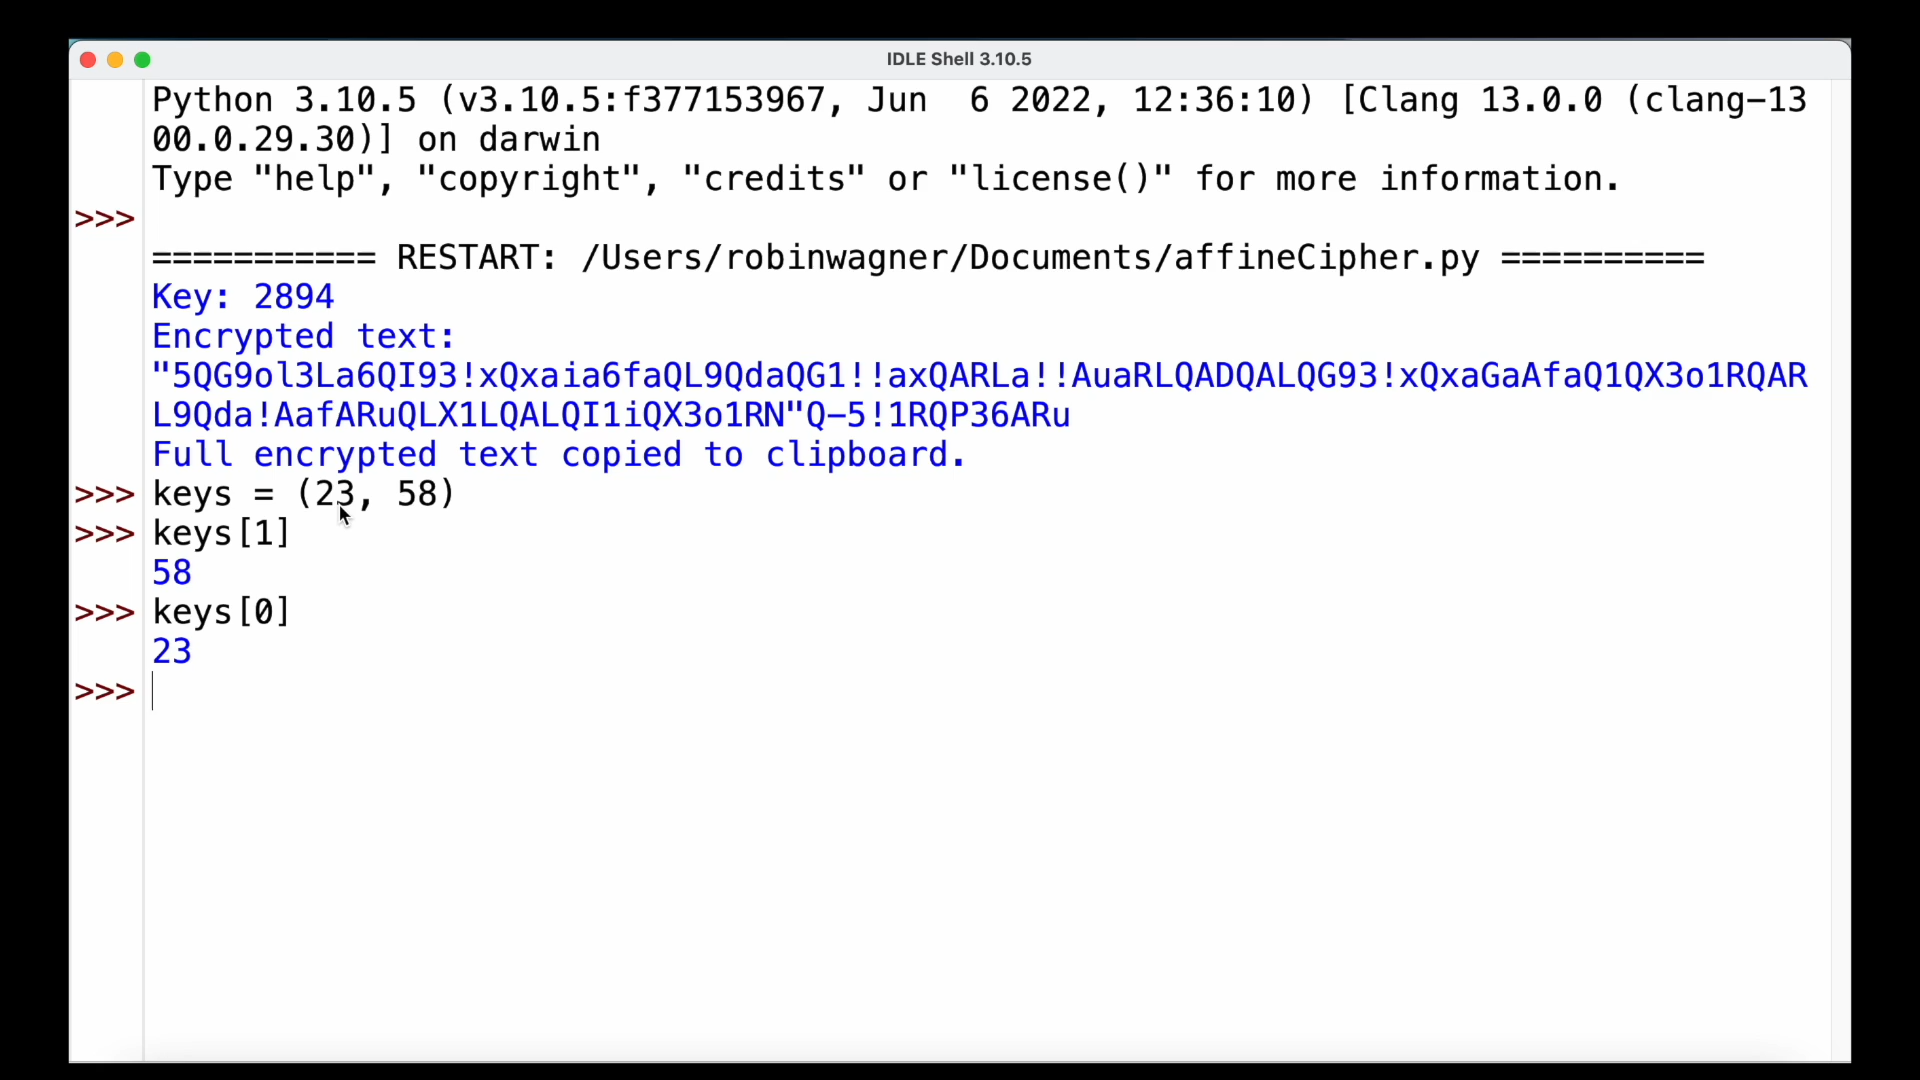 IDLE Shell 3.10.5
Python 3.10.5 (v3.10.5:f377153967, Jun  6 2022, 12:36:10) [Clang 13.0.0 (clang-13
00.0.29.30)] on darwin
Type "help", "copyright", "credits" or "license()" for more information.
>>>
=========== RESTART: /Users/robinwagner/Documents/affineCipher.py ==========
Key: 2894
Encrypted text:
"5QG9ol3La6QI93!xQxaia6faQL9QdaQG1!!axQARLa!!AuaRLQADQALQG93!xQxaGaAfaQ1QX3o1RQAR
L9Qda!AafARuQLX1LQALQI1iQX3o1RN"Q-5!1RQP36ARu
Full encrypted text copied to clipboard.
>>> keys = (23, 58)
>>> keys[1]
58
>>> keys[0]
23
>>>